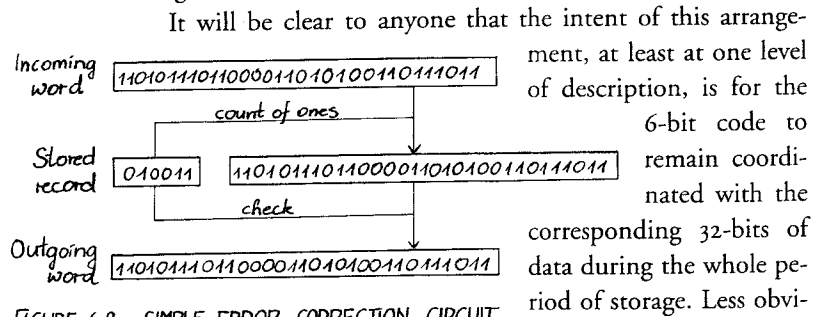 It will be clear to anyone that the intent of this arrange-
ment, at least at one level
of description, is for the
6-bit code to
remain coordi-
nated with the
corresponding 32-bits of
data during the whole pe-
riod of storage. Less obvi-
Incoming
word
11010111011000011010100110111011
count of ones
Stored
record
010011
11010111011000011010100110111011
check
Outgoing
word
11010111011000011010100110111011
FIGURE SIMPLE ERROR CORRECTION CIRCUIT